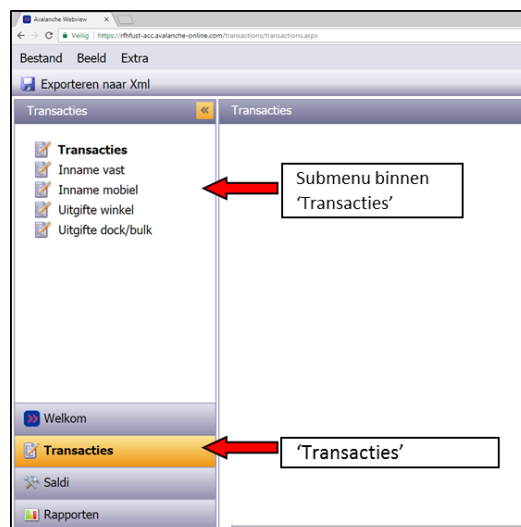 Avalanche Webview
Veilig | https://rfhfust-acc.avalanche-online.com/transactions/transactions.aspx
Bestand Beeld Extra
Exporteren naar Xml
Transacties
Transacties
Transacties
Inname vast
Inname mobiel
Uitgifte winkel
Uitgifte dock/bulk
Submenu binnen
‘Transacties’
Welkom
Transacties
‘Transacties’
Saldi
Rapporten